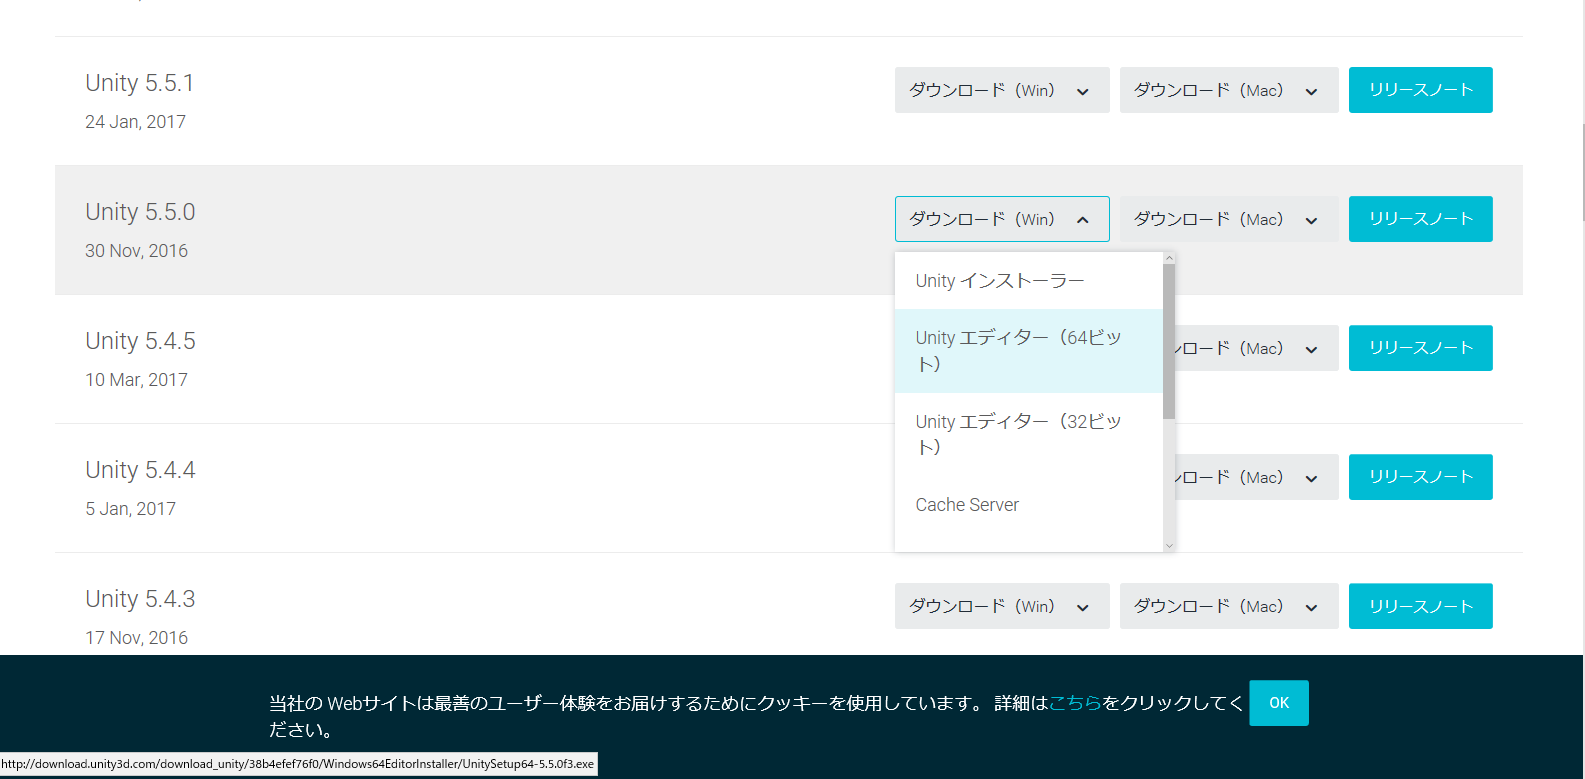 Unity 5.5.1
24 Jan, 2017
ダウンロード（Win）
ダウンロード（Mac）
リリースノート
Unity 5.5.0
30 Nov, 2016
ダウンロード（Win）
ダウンロード（Mac）
リリースノート
Unity インストーラー
Unity エディター（64ビッ
ト）
Unity エディター（32ビッ
ト）
Cache Server
Unity 5.4.5
10 Mar, 2017
ンロード（Mac）
リリースノート
Unity 5.4.4
5 Jan, 2017
ンロード（Mac）
リリースノート
Unity 5.4.3
17 Nov, 2016
ダウンロード（Win）
ダウンロード（Mac）
リリースノート
当社の Webサイトは最善のユーザー体験をお届けするためにクッキーを使用しています。 詳細はこちらをクリックしてく
ださい。
OK
http://download.unity3d.com/download_unity/38b4efef76f0/Windows64EditorInstaller/UnitySetup64-5.5.0f3.exe